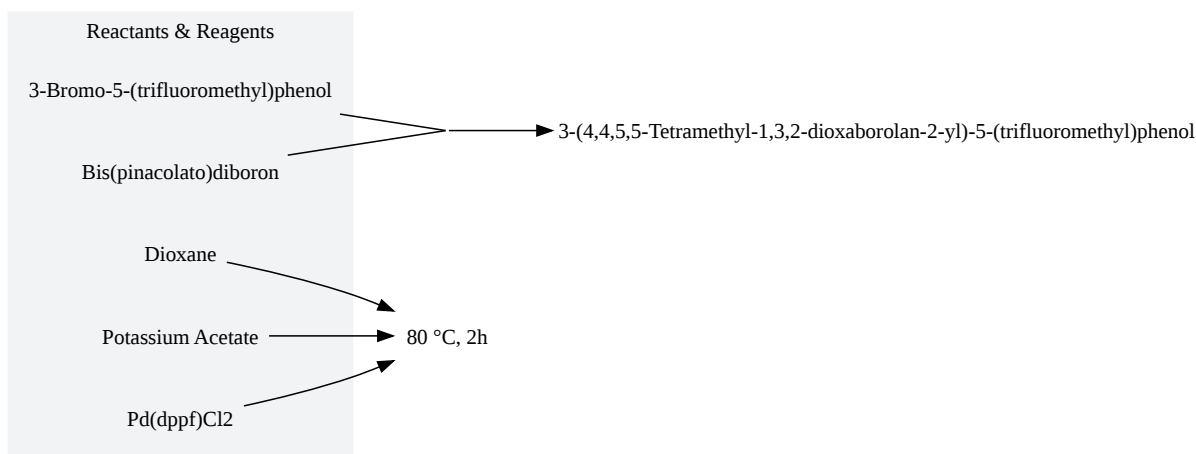 Reactants & Reagents
3-Bromo-5-(trifluoromethyl)phenol
3-(4,4,5,5-Tetramethyl-1,3,2-dioxaborolan-2-yl)-5-(trifluoromethyl)phenol
Bis(pinacolato)diboron
Dioxane
Potassium Acetate
80 °C, 2h
Pd(dppf)Cl2